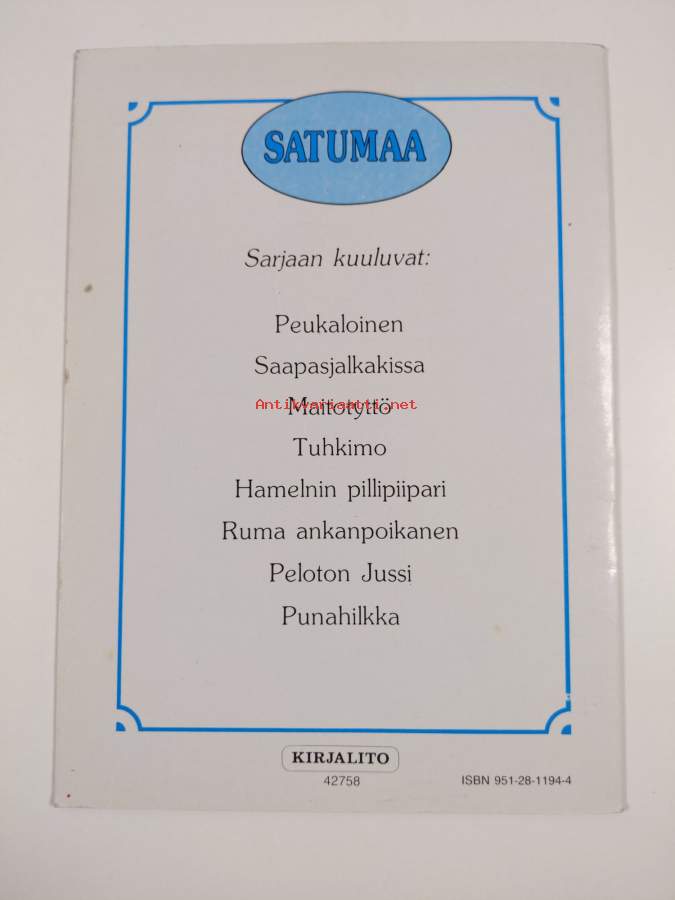 SATUMAA
Sarjaan kuuluvat:
Peukaloinen
Saapasjalkakissa
Antikvariaatti.net
Maitotyttö
Tuhkimo
Hamelnin pillipiipari
Ruma ankanpoikanen
Peloton Jussi
Punahilkka
KIRJALITO
42758
ISBN 951-28-1194-4